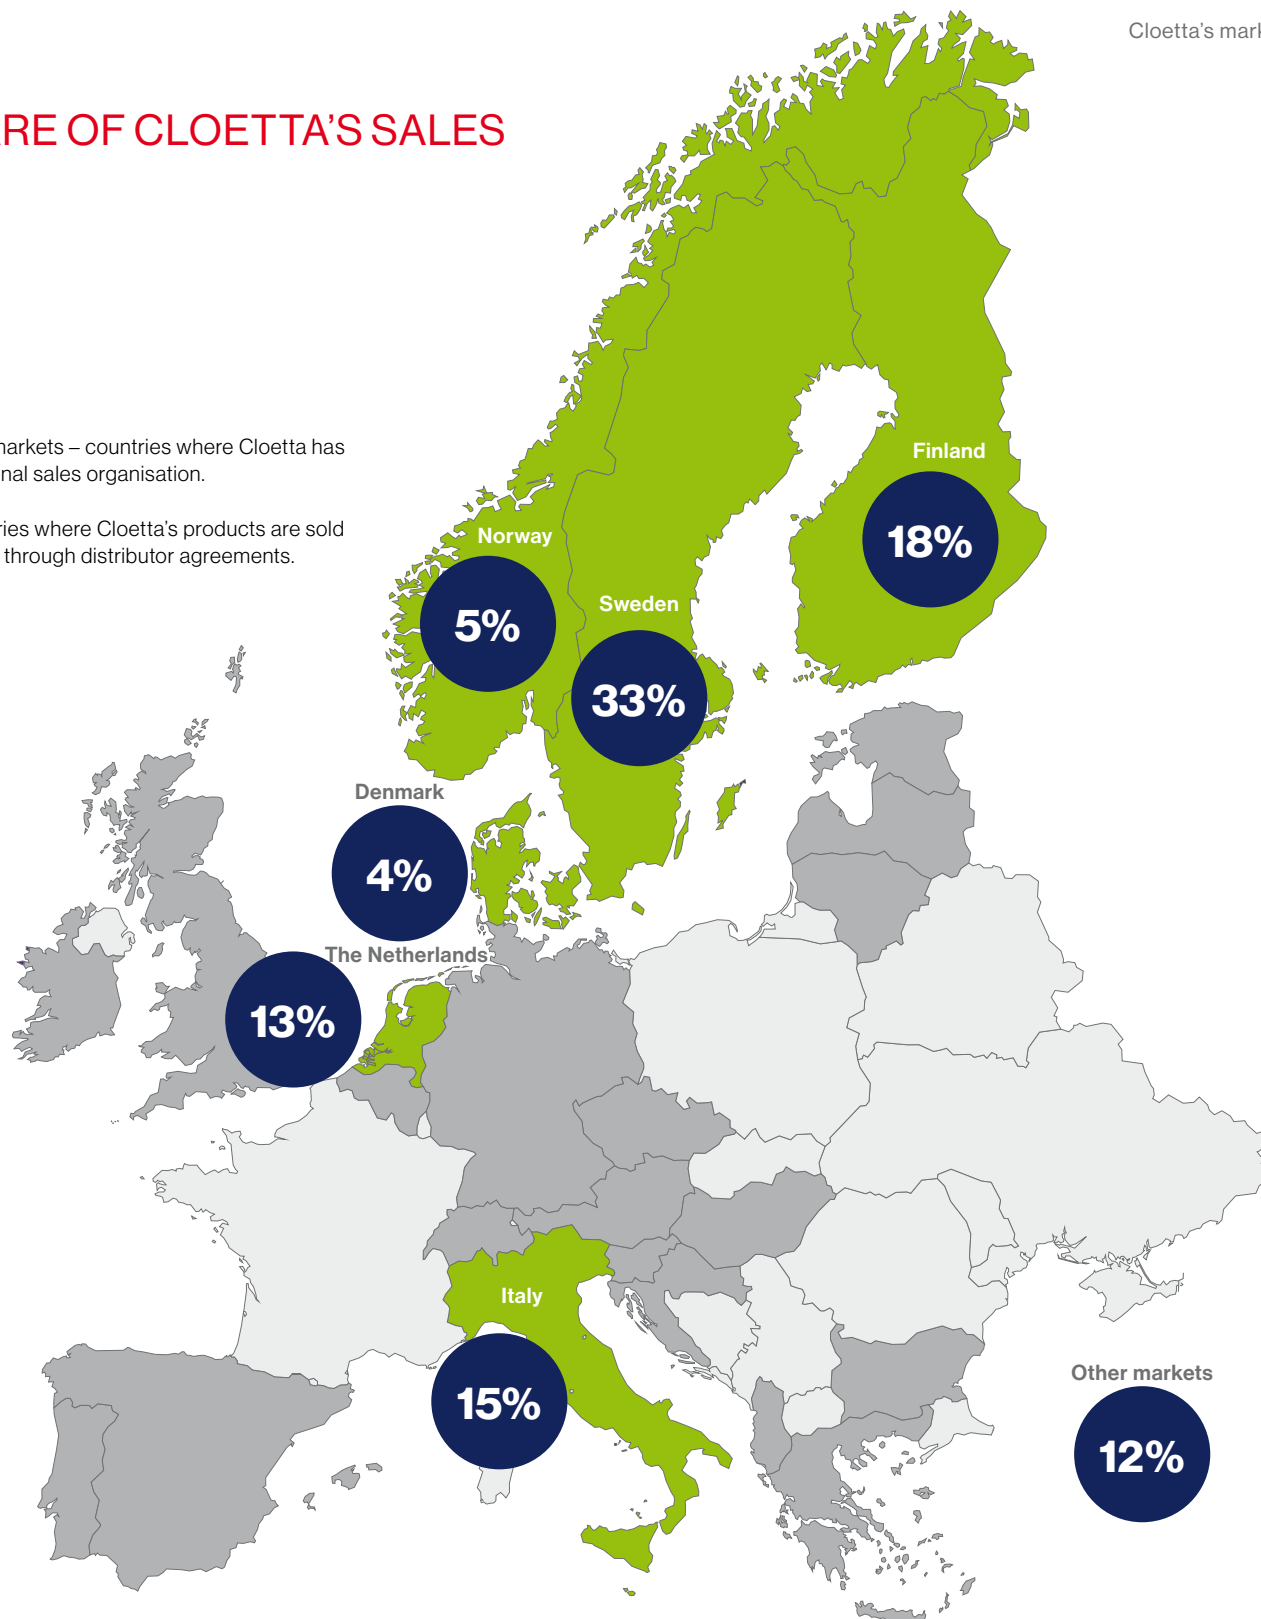 Cloetta's
RE OF CLOETTA'S SALES
markets – countries where Cloetta has
nal sales organisation.
ries where Cloetta's products are sold
through distributor agreements.
Finland
18%
Norway
5%
Sweden
33%
Denmark
4%
The Netherlands
13%
Italy
15%
Other markets
12%